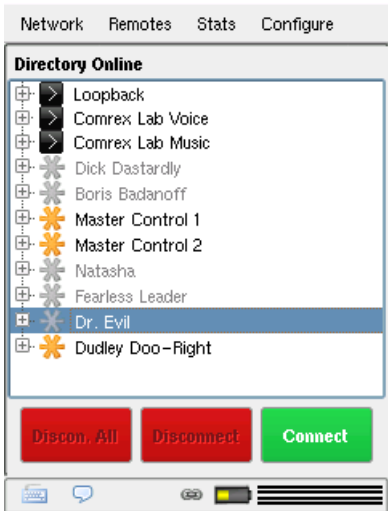 Network Remotes Stats Configure
Directory Online
Loopback
Comrex Lab Voice
Comrex Lab Music
Dick Dastardly
Boris Badanoff
Master Control 1
Master Control 2
Natasha
Fearless Leader
Dr. Evil
Dudley Doo-Right
Discon. All Disconnect Connect